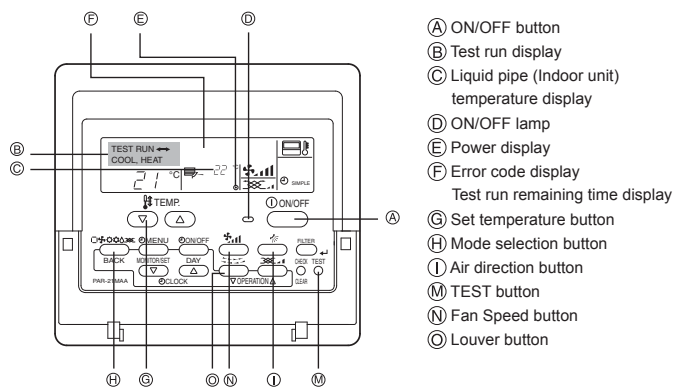 Ⓕ Ⓔ Ⓓ
Ⓑ
Ⓒ
TEST RUN
COOL, HEAT
21 °C
22 °F
SIMPLE
TEMP.
ON/OFF
Ⓐ
MENU ON/OFF FILTER
BACK MONITOR/SET DAY CHECK TEST
PAR-21MAA CLOCK ▽ OPERATION △ CLEAR
Ⓗ Ⓖ Ⓞ Ⓝ Ⓘ Ⓜ
Ⓐ ON/OFF button
Ⓑ Test run display
Ⓒ Liquid pipe (Indoor unit)
temperature display
Ⓓ ON/OFF lamp
Ⓔ Power display
Ⓕ Error code display
Test run remaining time display
Ⓖ Set temperature button
Ⓗ Mode selection button
Ⓘ Air direction button
Ⓜ TEST button
Ⓝ Fan Speed button
Ⓞ Louver button